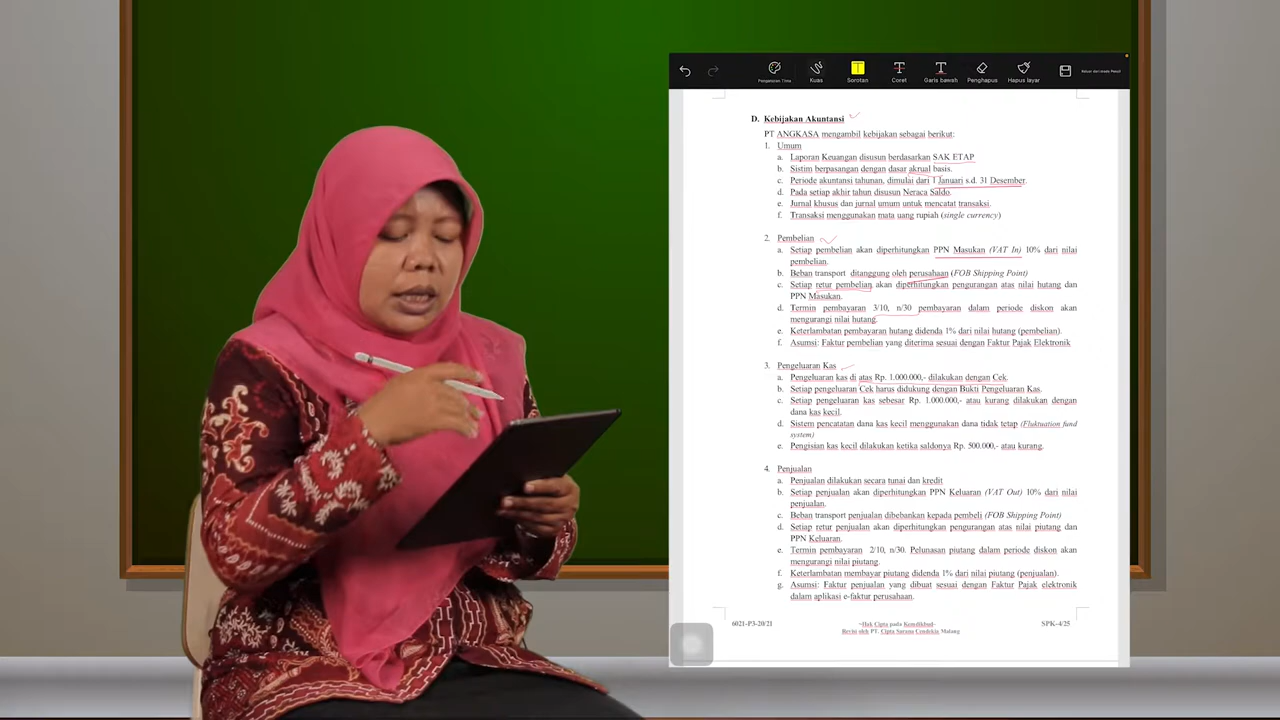 Pengaturan Tinta
Kuas
Sorotan
Coret
Garis bawah
Penghapus
Hapus layar
D. Kebijakan Akuntansi
PT ANGKASA mengambil kebijakan sebagai berikut:
1. Umum
a. Laporan Keuangan disusun berdasarkan SAK ETAP
b. Sistim berpasangan dengan dasar akrual basis.
c. Periode akuntansi tahunan, dimulai dari 1 Januari s.d. 31 Desember.
d. Pada setiap akhir tahun disusun Neraca Saldo.
e. Jurnal khusus dan jurnal umum untuk mencatat transaksi.
f. Transaksi menggunakan mata uang rupiah (single currency)
2. Pembelian
a. Setiap pembelian akan diperhitungkan PPN Masukan (VAT In) 10% dari nilai
pembelian.
b. Beban transport ditanggung oleh perusahaan (FOB Shipping Point)
c. Setiap retur pembelian akan diperhitungkan pengurangan atas nilai hutang dan
PPN Masukan.
d. Termin pembayaran 3/10, n/30 pembayaran dalam periode diskon akan
mengurangi nilai hutang.
e. Keterlambatan pembayaran hutang didenda 1% dari nilai hutang (pembelian).
f. Asumsi: Faktur pembelian yang diterima sesuai dengan Faktur Pajak Elektronik
3. Pengeluaran Kas
a. Pengeluaran kas di atas Rp. 1.000.000,- dilakukan dengan Cek.
b. Setiap pengeluaran Cek harus didukung dengan Bukti Pengeluaran Kas.
c. Setiap pengeluaran kas sebesar Rp. 1.000.000,- atau kurang dilakukan dengan
dana kas kecil.
d. Sistem pencatatan dana kas kecil menggunakan dana tidak tetap (Fluktuation fund
system)
e. Pengisian kas kecil dilakukan ketika saldonya Rp. 500.000,- atau kurang.
4. Penjualan
a. Penjualan dilakukan secara tunai dan kredit
b. Setiap penjualan akan diperhitungkan PPN Keluaran (VAT Out) 10% dari nilai
penjualan.
c. Beban transport penjualan dibebankan kepada pembeli (FOB Shipping Point)
d. Setiap retur penjualan akan diperhitungkan pengurangan atas nilai piutang dan
PPN Keluaran.
e. Termin pembayaran 2/10, n/30. Pelunasan piutang dalam periode diskon akan
mengurangi nilai piutang.
f. Keterlambatan membayar piutang didenda 1% dari nilai piutang (penjualan).
g. Asumsi: Faktur penjualan yang dibuat sesuai dengan Faktur Pajak elektronik
dalam aplikasi e-faktur perusahaan.
6021-P3-20/21
~Hak Cipta pada Kemdikbud~
SPK-4/25
Revisi oleh PT. Cipta Sarana Cendekia Malang